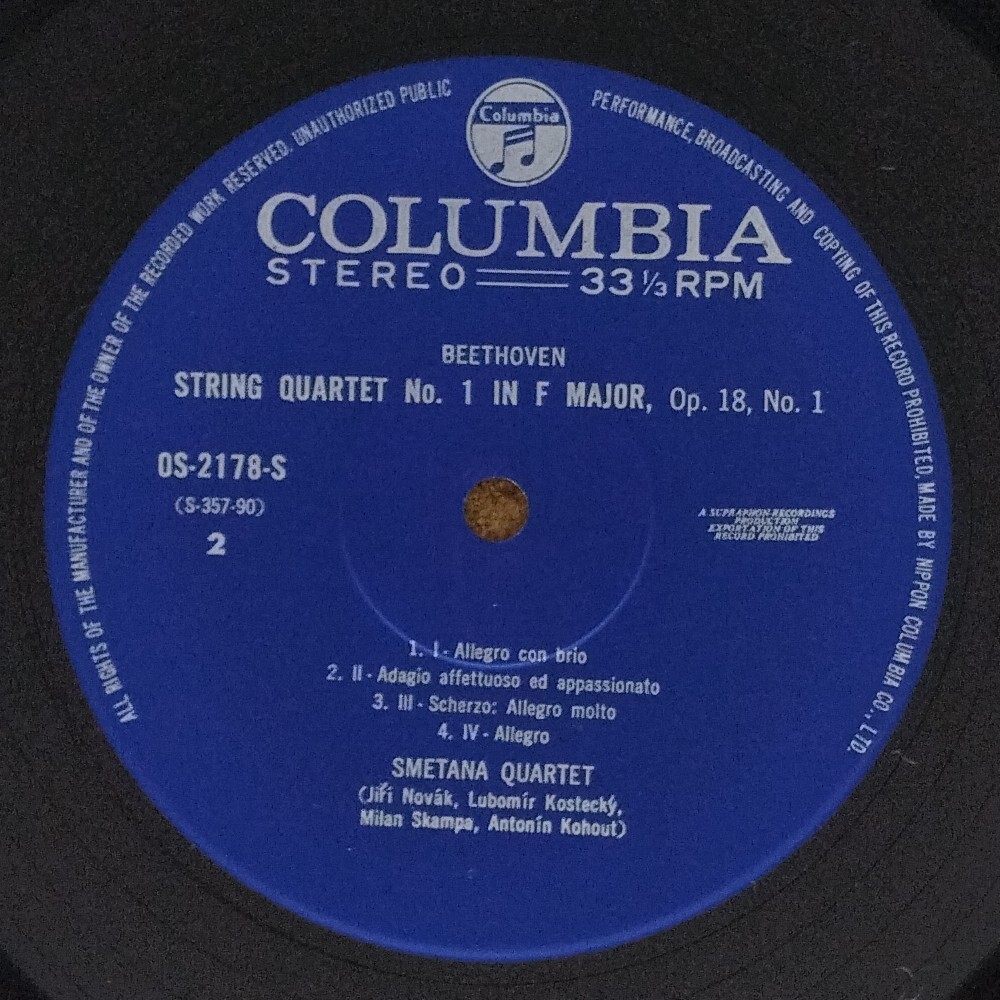 ALL RIGHTS OF THE MANUFACTURER AND OF THE OWNER OF THE RECORDED WORK RESERVED. UNAUTHORIZED PUBLIC PERFORMANCE, BROADCASTING AND COPYING OF THIS RECORD PROHIBITED, MADE BY NIPPON COLUMBIA CO., LTD.
Columbia
COLUMBIA
STEREO 33 1/3 RPM
BEETHOVEN
STRING QUARTET No. 1 IN F MAJOR, Op. 18, No. 1
OS-2178-S
(S-357-90)
2
A SUPRAPHON RECORDINGS
PRODUCTION
EXPORTATION OF THIS
RECORD PROHIBITED
1. I - Allegro con brio
2. II - Adagio affettuoso ed appassionato
3. III - Scherzo: Allegro molto
4. IV - Allegro
SMETANA QUARTET
(Jiří Novák, Lubomír Kostecký,
Milan Skampa, Antonín Kohout)